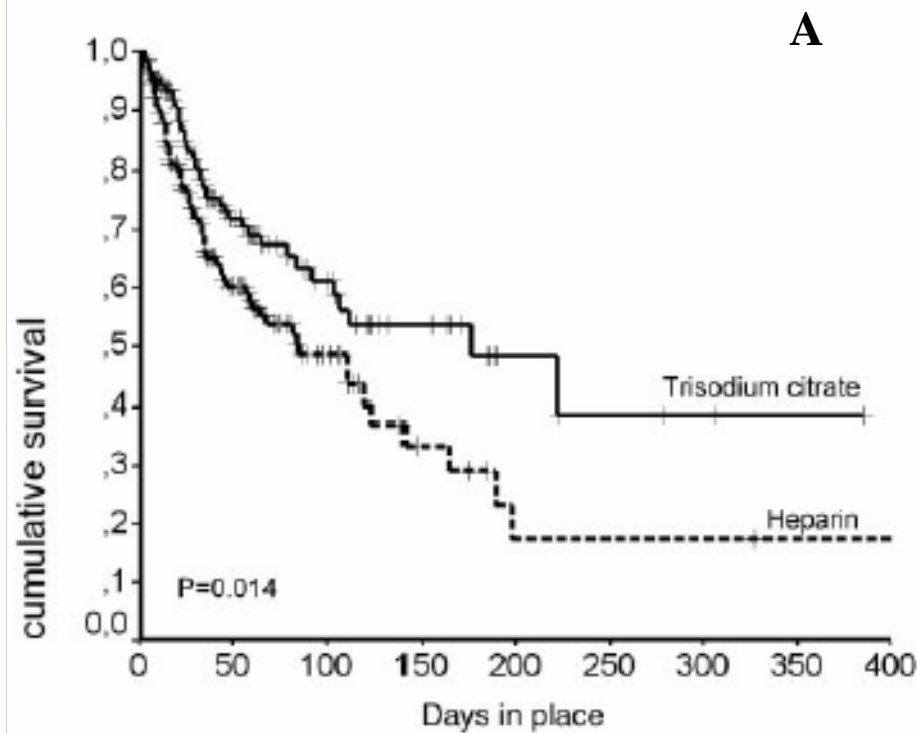 A
1,0
,9
,8
,7
,6
,5
,4
,3
,2
,1
0,0
cumulative survival
Trisodium citrate
Heparin
P=0.014
0 50 100 150 200 250 300 350 400
Days in place